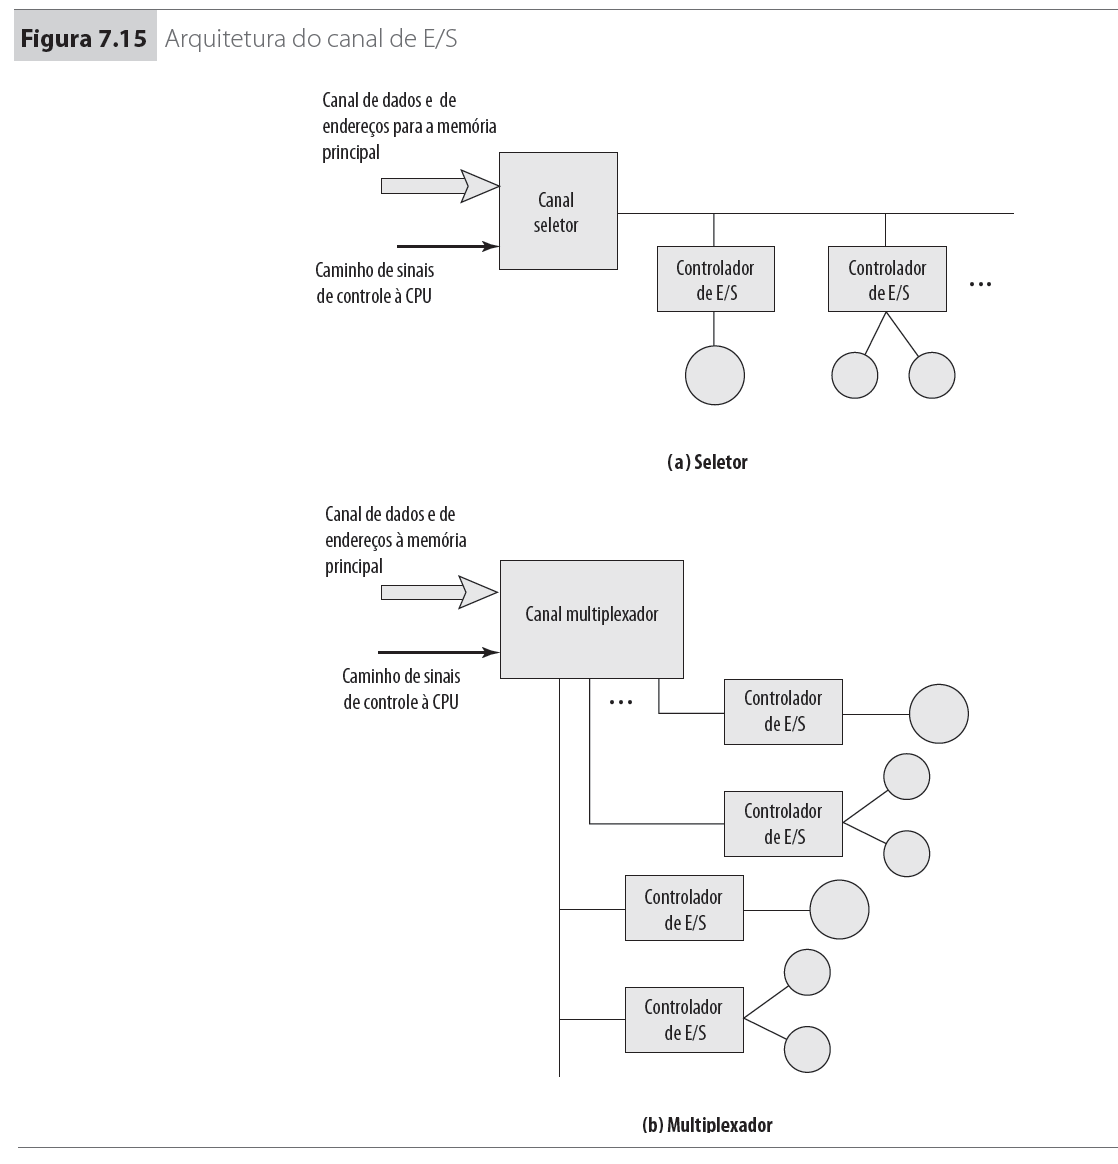 Figura 7.15 Arquitetura do canal de E/S
Canal de dados e de
endereços para a memória
principal
Canal
seletor
Caminho de sinais
de controle à CPU
Controlador
de E/S
Controlador
de E/S
...
(a) Seletor
Canal de dados e de
endereços à memória
principal
Canal multiplexador
Caminho de sinais
de controle à CPU
...
Controlador
de E/S
Controlador
de E/S
Controlador
de E/S
Controlador
de E/S
(b) Multiplexador